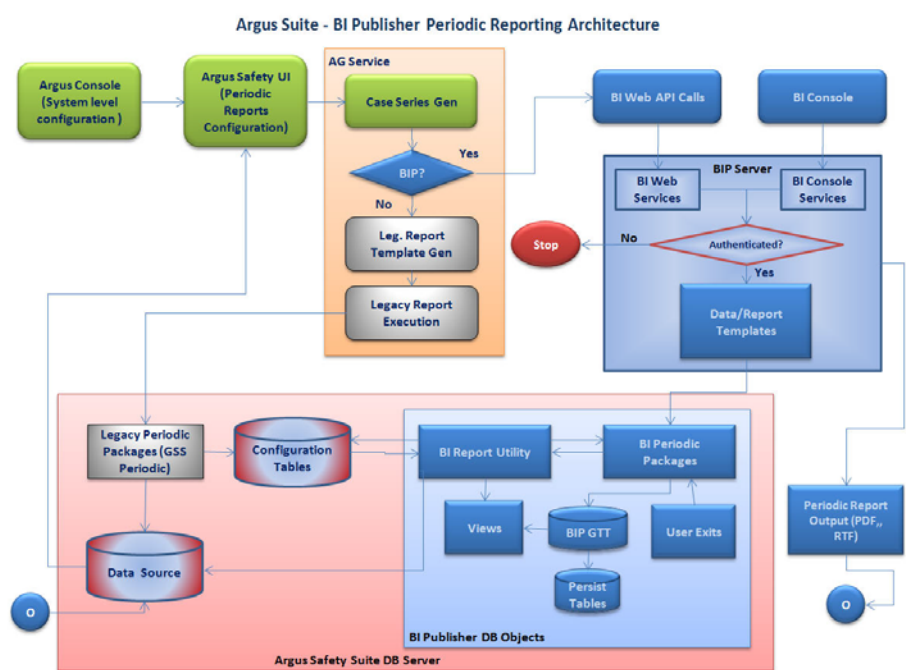 Argus Suite - BI Publisher Periodic Reporting Architecture
AG Service
Argus Console
(System level
configuration )
Argus Safety UI
(Periodic
Reports
Configuration)
Case Series Gen
BI Web API Calls
BI Console
Yes
BIP?
No
BIP Server
BI Web
Services
BI Console
Services
Leg. Report
Template Gen
Stop
No
Authenticated?
Yes
Legacy Report
Execution
Data/Report
Templates
Legacy Periodic
Packages (GSS
Periodic)
Configuration
Tables
BI Report Utility
BI Periodic
Packages
Views
BIP GTT
User Exits
Periodic Report
Output (PDF,,
RTF)
Data Source
Persist
Tables
O
O
BI Publisher DB Objects
Argus Safety Suite DB Server